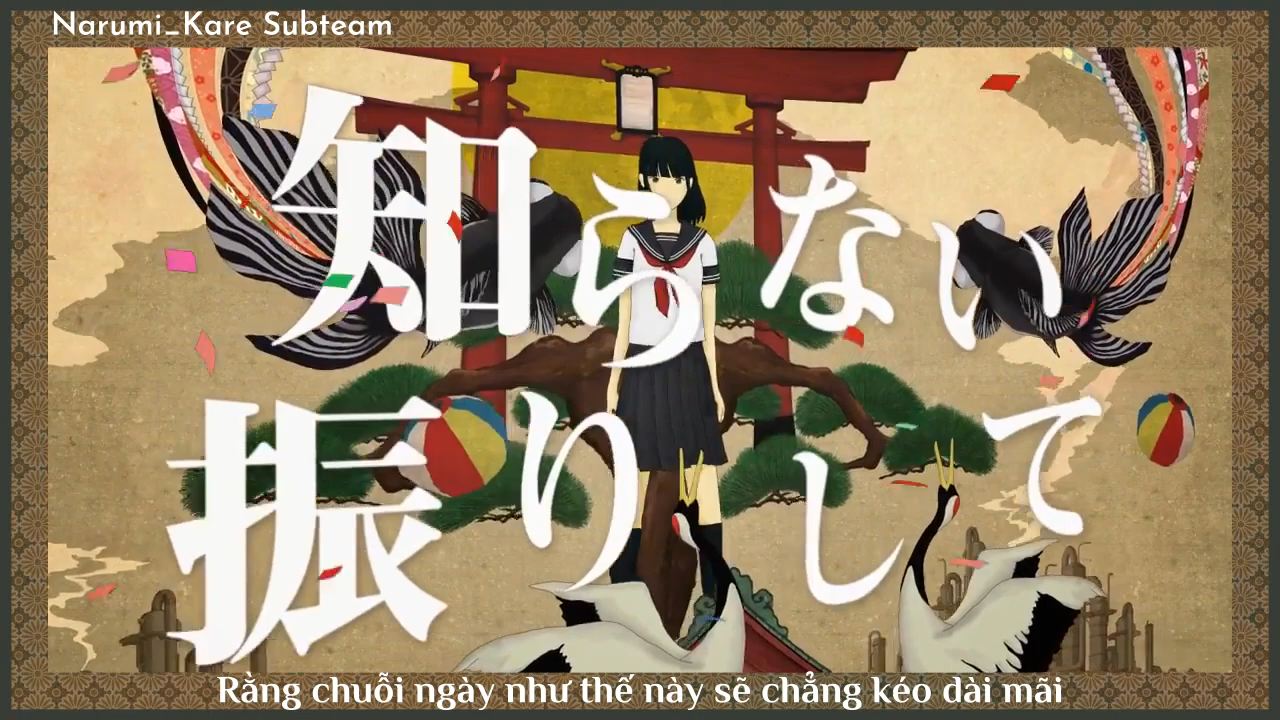 Narumi_Kare Subteam
知らない
振りして
Rằng chuỗi ngày như thế này sẽ chẳng kéo dài mãi